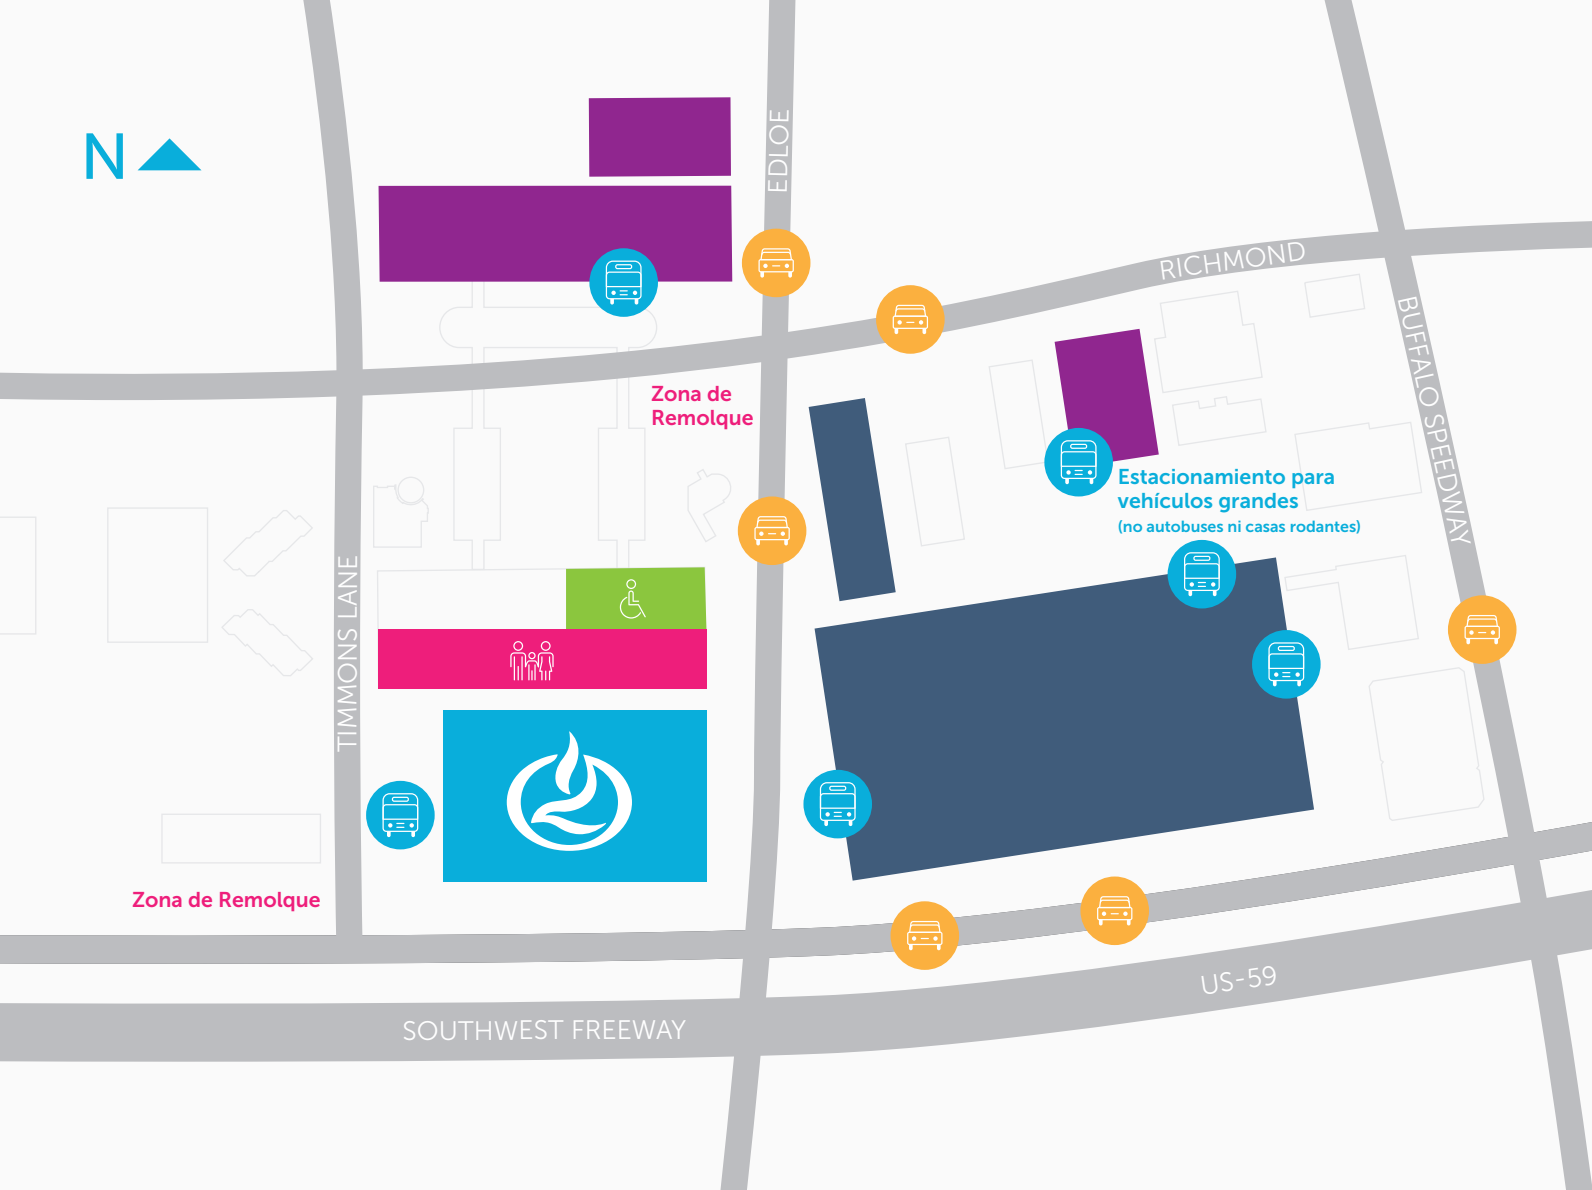 N
EDLOE
RICHMOND
Zona de
Remolque
BUFFALO SPEEDWAY
Estacionamiento para
vehículos grandes
(no autobuses ni casas rodantes)
TIMMONS LANE
Zona de Remolque
US-59
SOUTHWEST FREEWAY